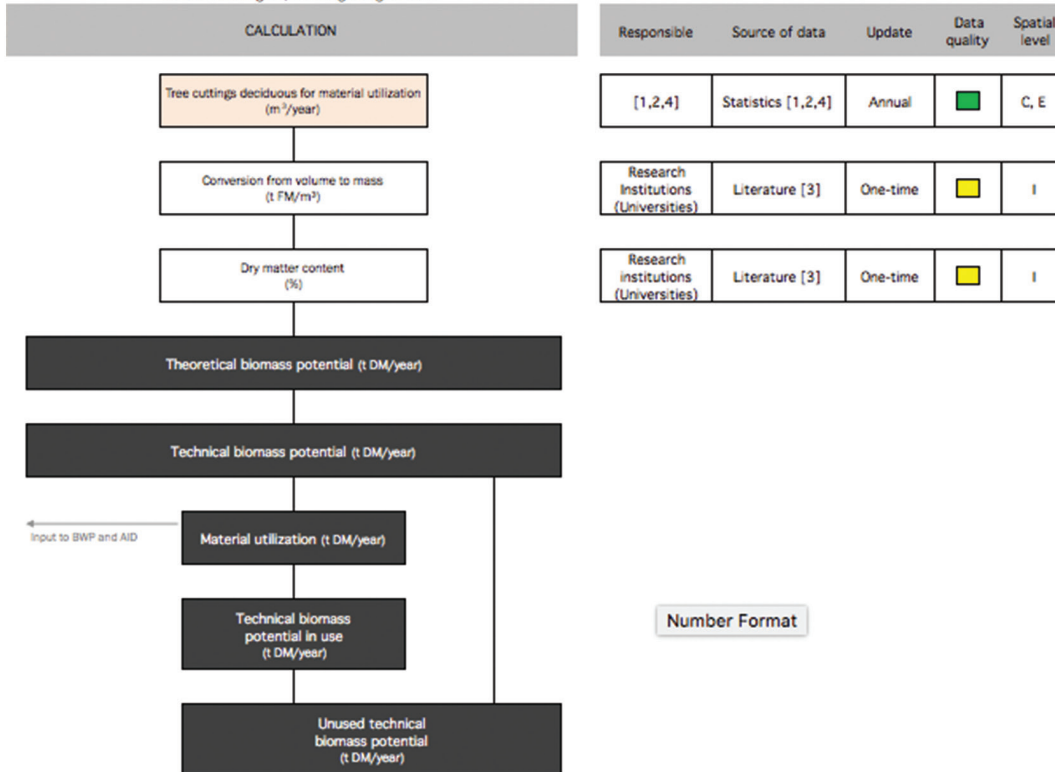 CALCULATION
Responsible
Source of data
Update
Data
quality
Spatial
level
Tree cuttings deciduous for material utilization
(m³/year)
[1,2,4]
Statistics [1,2,4]
Annual
C, E
Conversion from volume to mass
(t FM/m³)
Research
Institutions
(Universities)
Literature [3]
One-time
I
Dry matter content
(%)
Research
institutions
(Universities)
Literature [3]
One-time
I
Theoretical biomass potential (t DM/year)
Technical biomass potential (t DM/year)
Input to BWP and AID
Material utilization (t DM/year)
Technical biomass
potential in use
(t DM/year)
Number Format
Unused technical
biomass potential
(t DM/year)